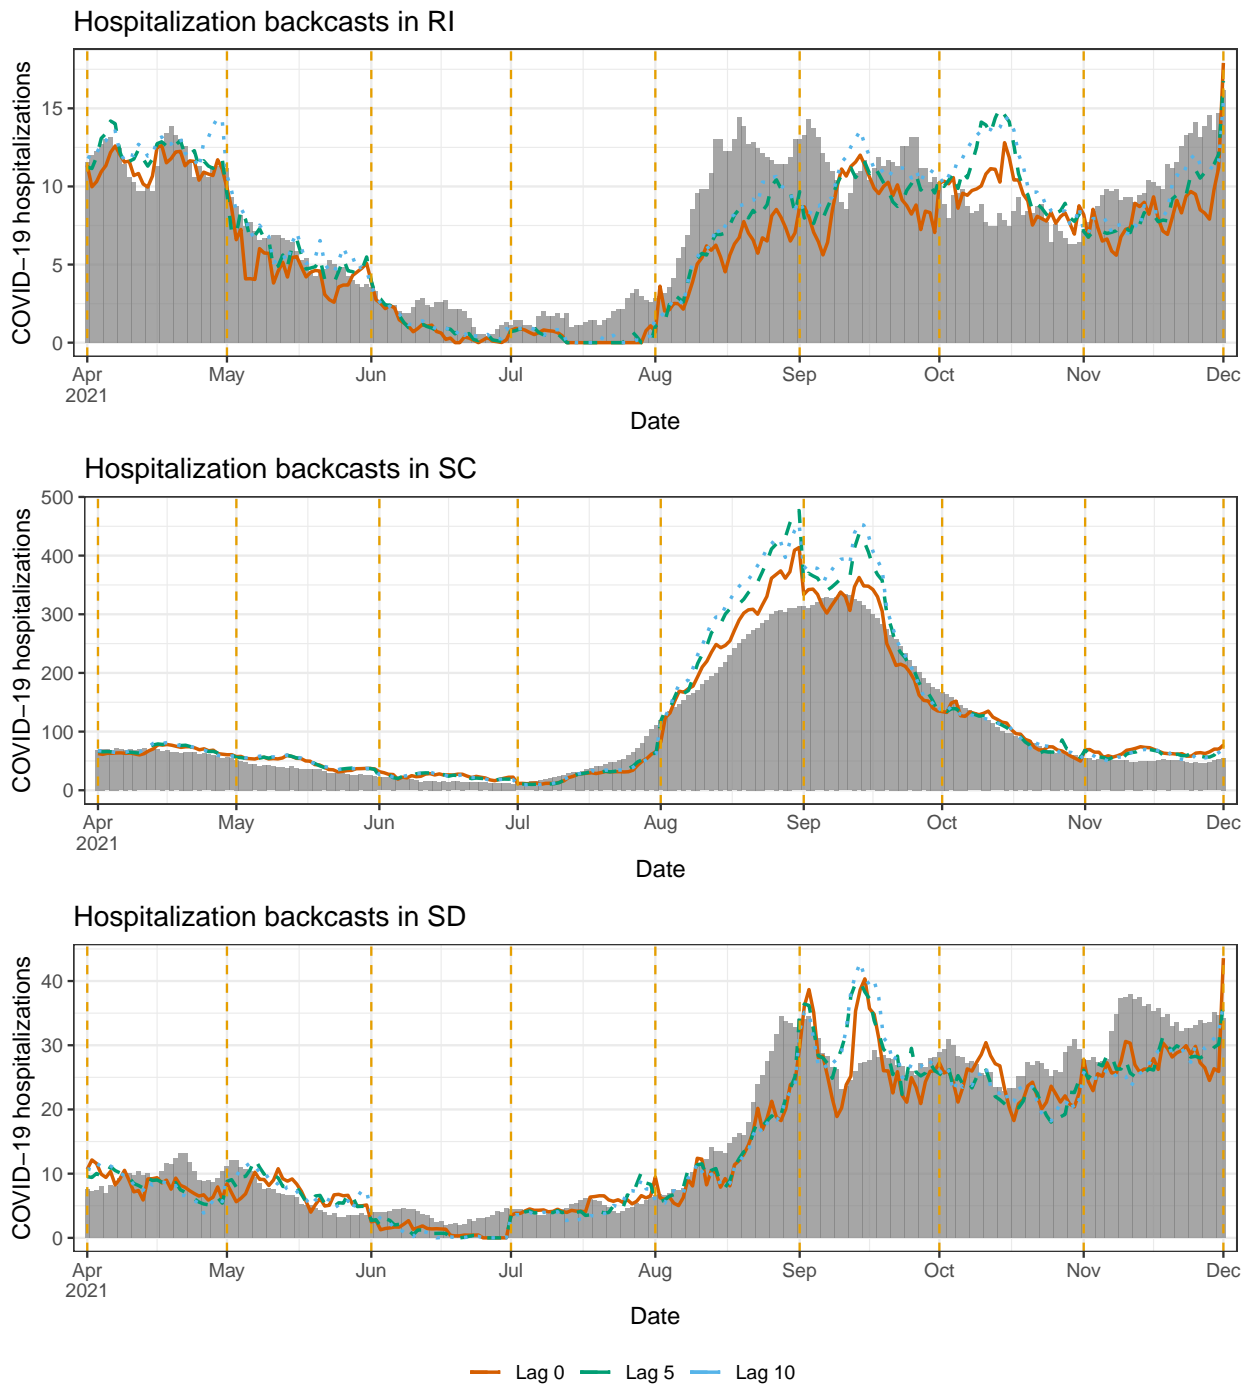 Hospitalization backcasts in RI
COVID−19 hospitalizations
15
10
5
0
Apr
2021
May
Jun
Jul
Aug
Sep
Oct
Nov
Dec
Date
Hospitalization backcasts in SC
COVID−19 hospitalizations
500
400
300
200
100
0
Apr
2021
May
Jun
Jul
Aug
Sep
Oct
Nov
Dec
Date
Hospitalization backcasts in SD
COVID−19 hospitalizations
40
30
20
10
0
Apr
2021
May
Jun
Jul
Aug
Sep
Oct
Nov
Dec
Date
Lag 0 Lag 5 Lag 10